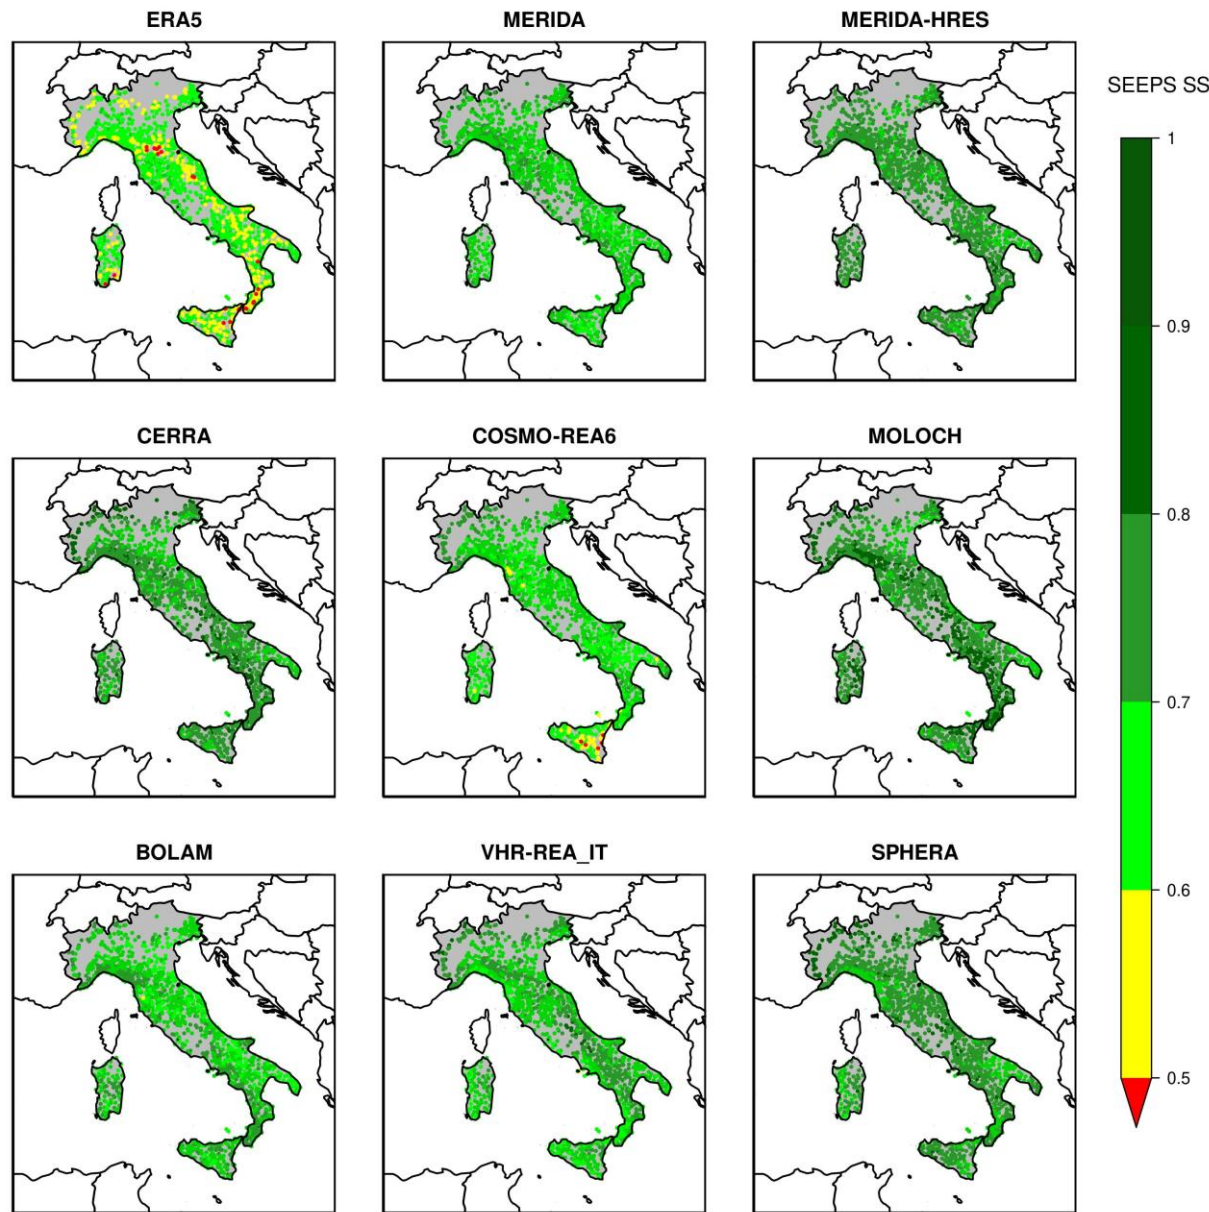 ERA5
MERIDA
MERIDA-HRES
SEEPS SS
1
0.9
0.8
0.7
0.6
0.5
CERRA
COSMO-REA6
MOLOCH
BOLAM
VHR-REA_IT
SPHERA